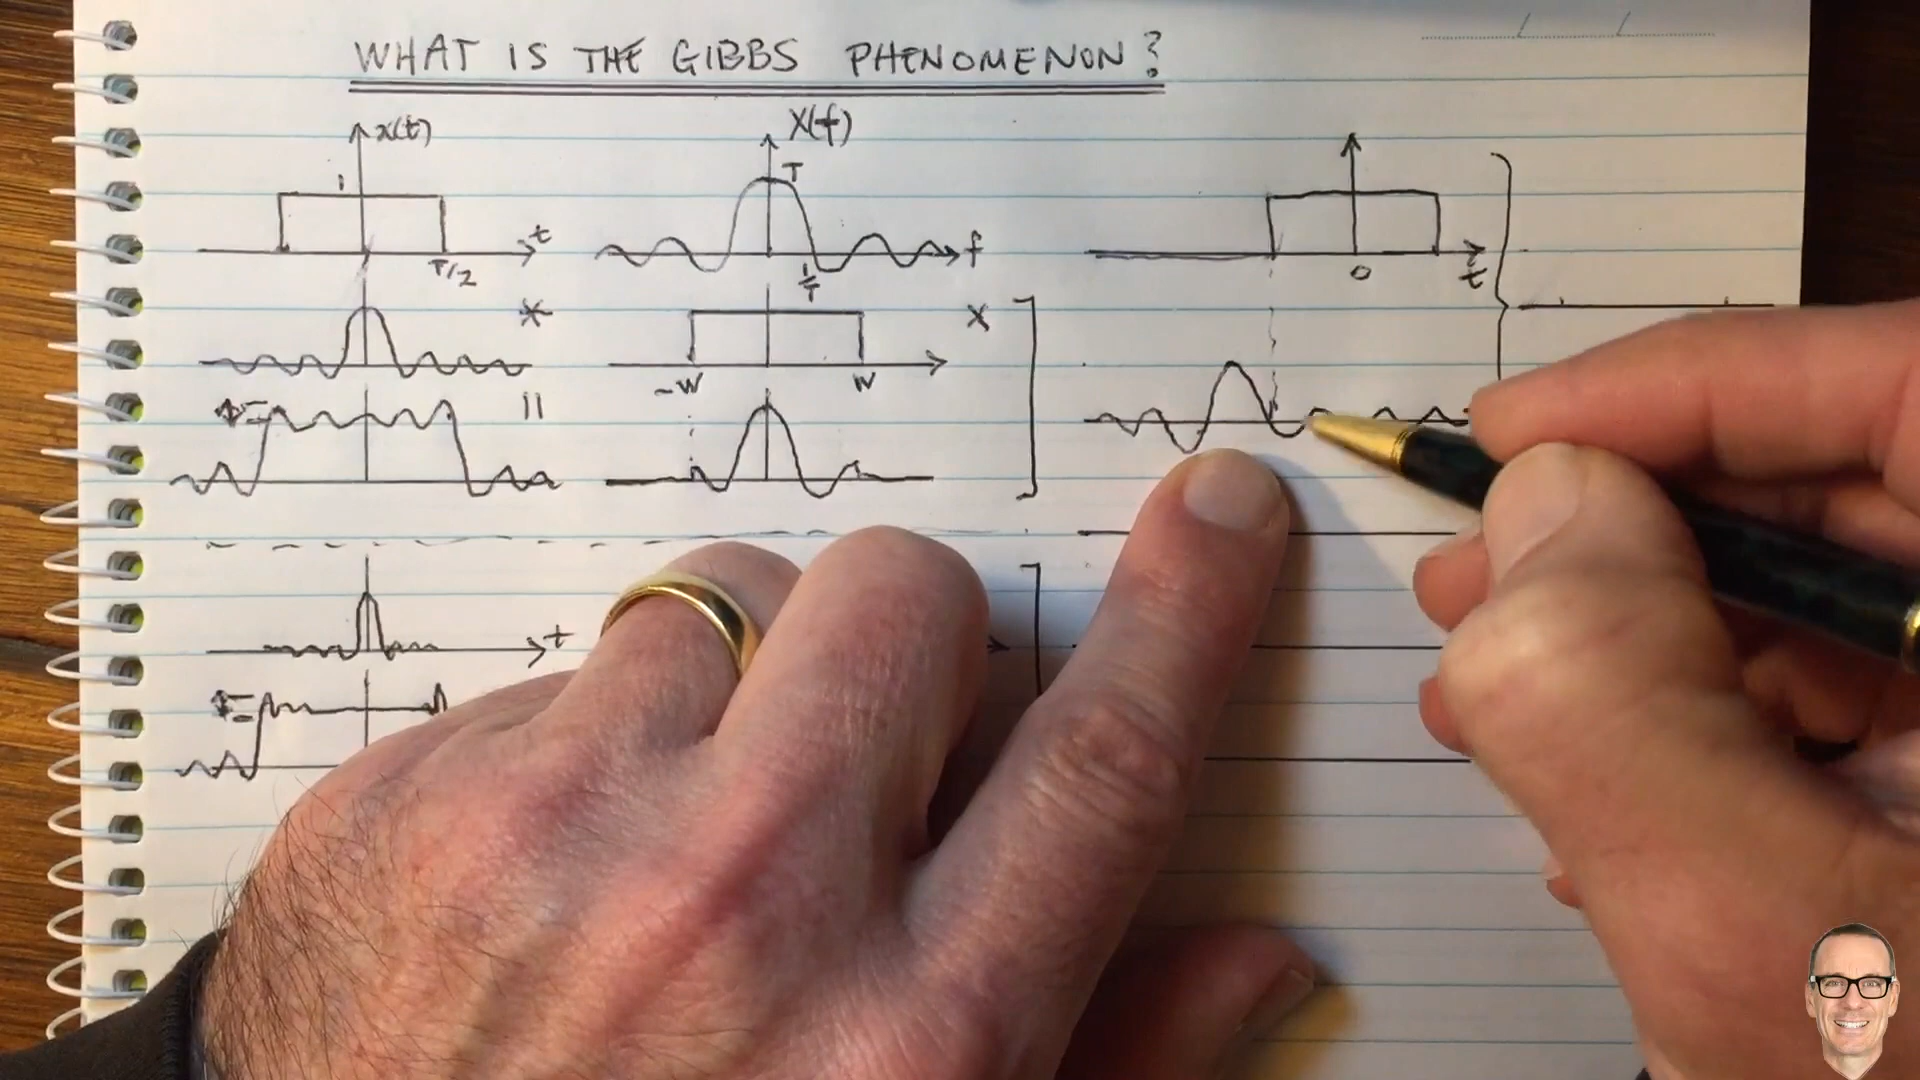 WHAT IS THE GIBBS PHENOMENON?
x(t)
X(f)
1
T
t
T/2
1/T
f
0
t
*
X
-W
W
=
t